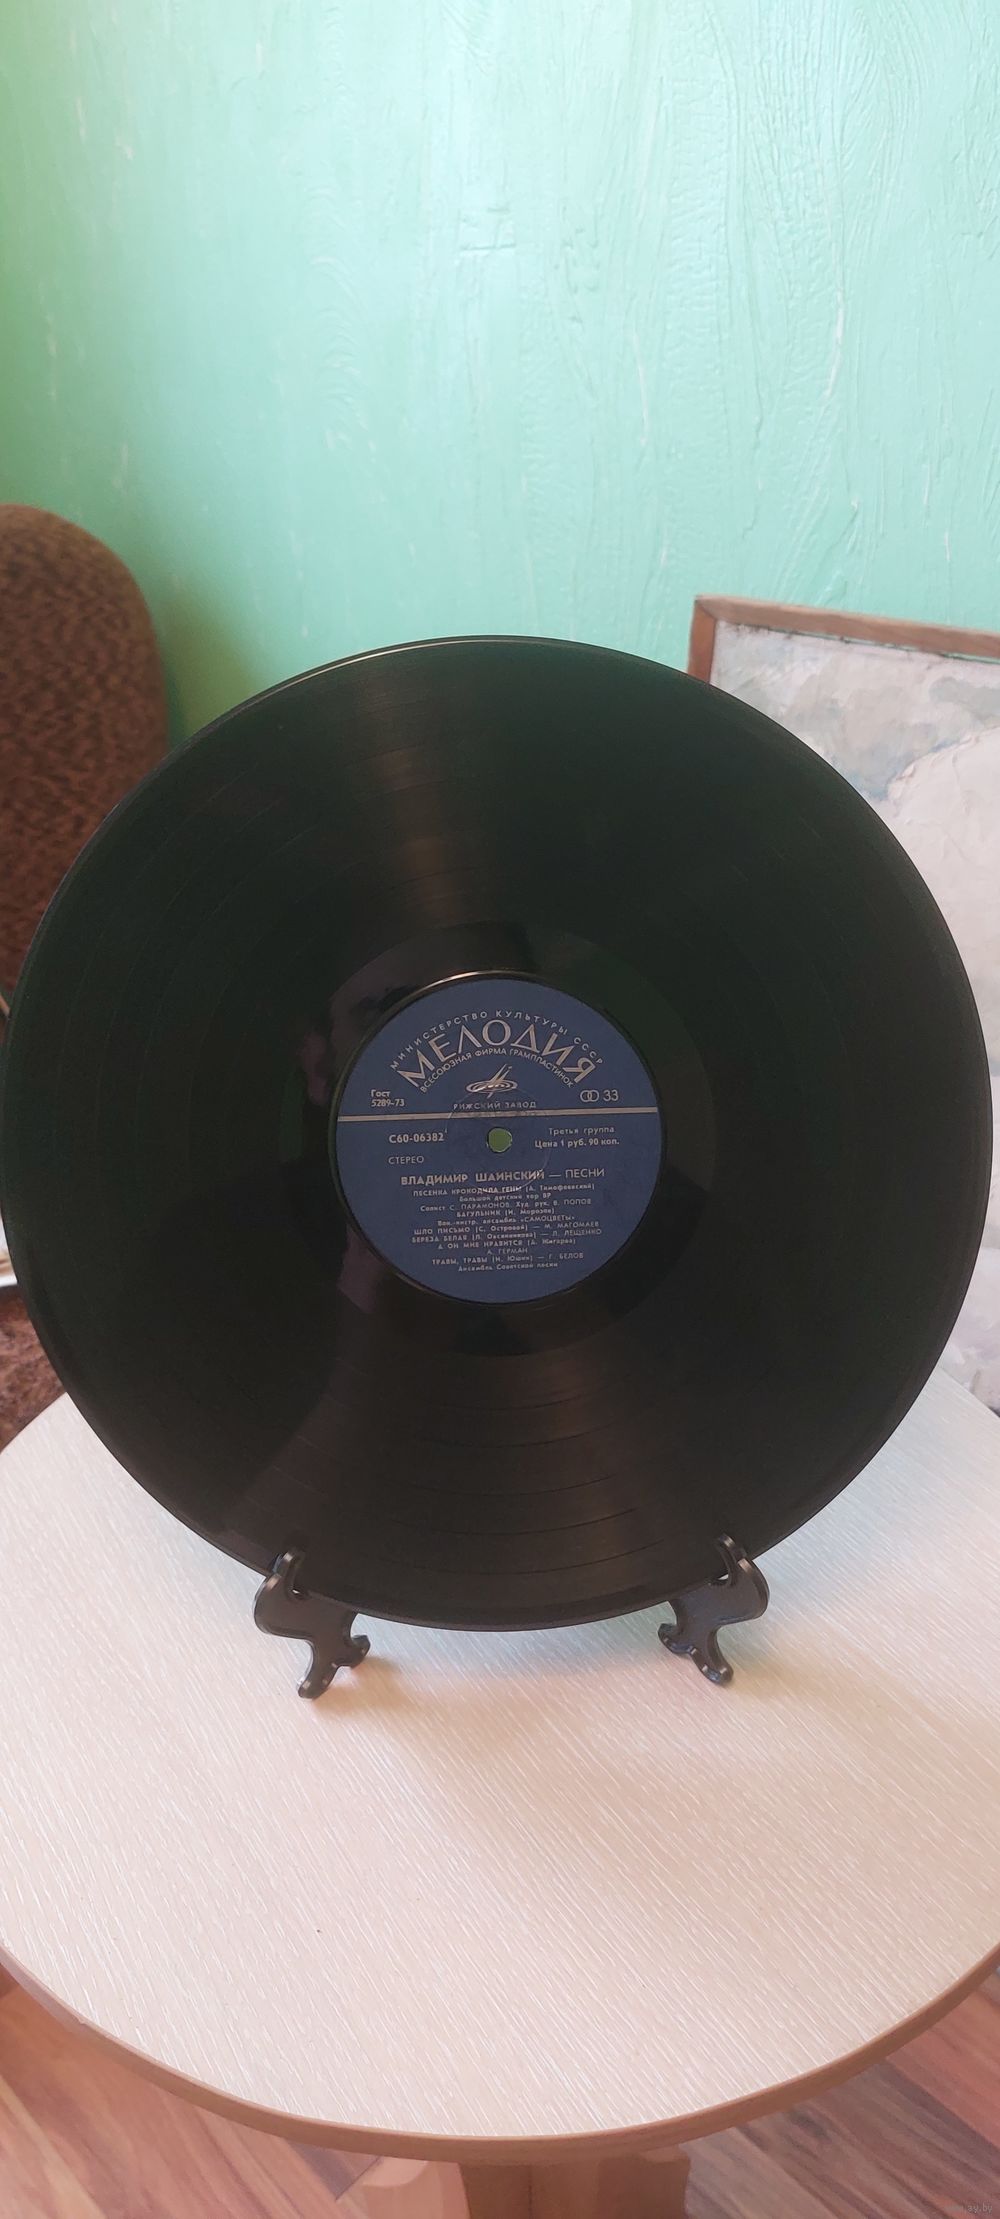 МИНИСТЕРСТВО КУЛЬТУРЫ СССР
МЕЛОДИЯ
ВСЕСОЮЗНАЯ ФИРМА ГРАМПЛАСТИНОК
Гост
5289-73
33
РИЖСКИЙ ЗАВОД
С60-06382
Третья группа
Цена 1 руб. 90 коп.
СТЕРЕО
ВЛАДИМИР ШАИНСКИЙ — ПЕСНИ
ПЕСЕНКА КРОКОДИЛА ГЕНЫ (А. Тимофеевский)
Большой детский хор ВР
Солист С. ПАРАМОНОВ. Худ. рук. В. ПОПОВ
БАГУЛЬНИК (И. Морозов)
Вок.-инстр. ансамбль «САМОЦВЕТЫ»
ШЛО ПИСЬМО (С. Островой) — М. МАГОМАЕВ
БЕРЕЗА БЕЛАЯ (Л. Овсянникова) — Л. ЛЕЩЕНКО
А ОН МНЕ НРАВИТСЯ (А. Жигарев)
А. ГЕРМАН
ТРАВЫ, ТРАВЫ (И. Юшин) — Г. БЕЛОВ
Ансамбль Советской песни